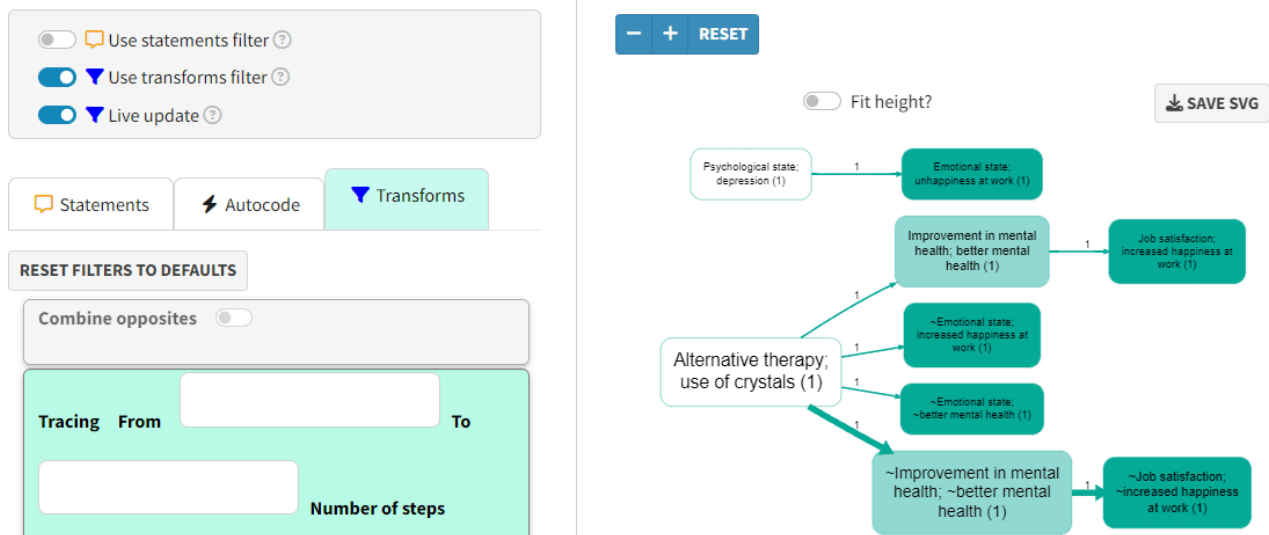 Use statements filter ?
Use transforms filter ?
Live update ?
Statements
Autocode
Transforms
RESET FILTERS TO DEFAULTS
Combine opposites
Tracing From To
Number of steps
− + RESET
Fit height?
SAVE SVG
Psychological state;
depression (1)
1
Emotional state;
unhappiness at work (1)
Improvement in mental
health; better mental
health (1)
1
Job satisfaction;
increased happiness at
work (1)
1
~Emotional state;
increased happiness at
work (1)
1
Alternative therapy;
use of crystals (1)
1
~Emotional state;
~better mental health (1)
1
~Improvement in mental
health; ~better mental
health (1)
1
~Job satisfaction;
~increased happiness
at work (1)